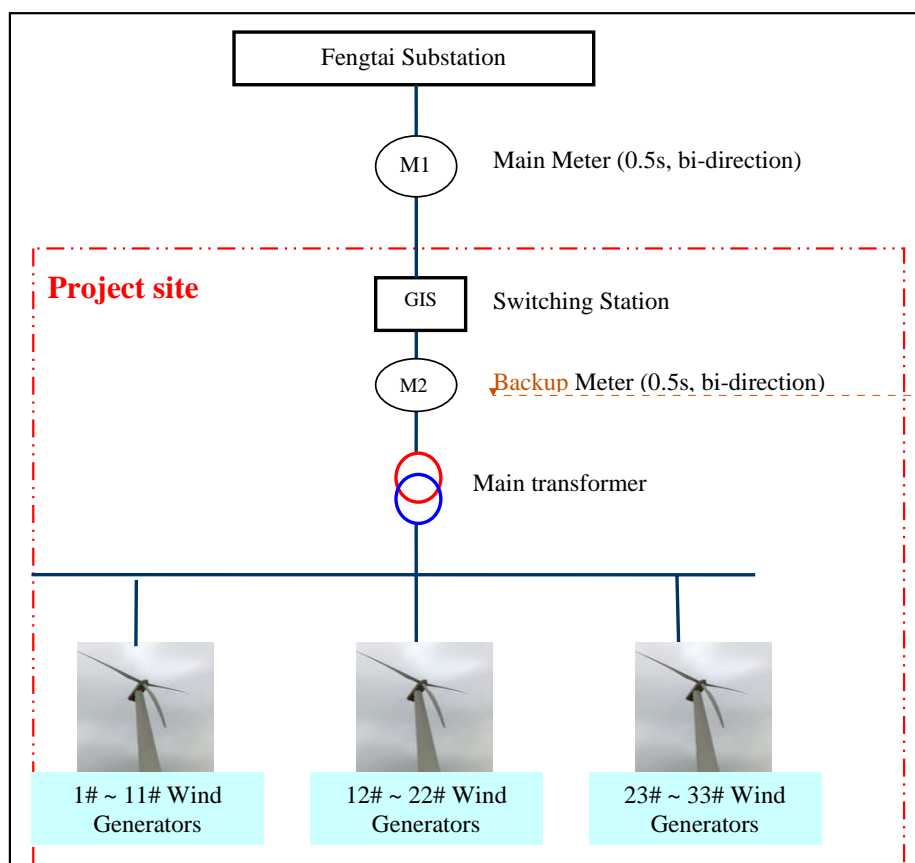 Fengtai Substation
M1
Main Meter (0.5s, bi-direction)
Project site
GIS
Switching Station
M2
Backup Meter (0.5s, bi-direction)
Main transformer
1# ~ 11# Wind
Generators
12# ~ 22# Wind
Generators
23# ~ 33# Wind
Generators